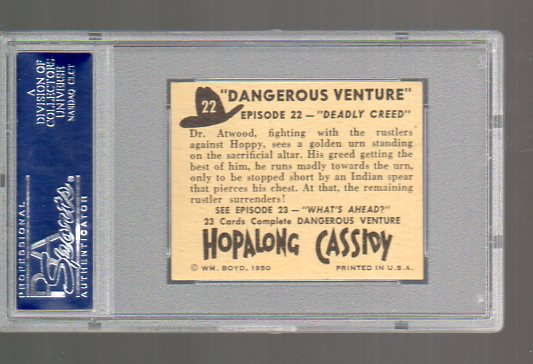 A
DIVISION OF
COLLECTORS
UNIVERSE
NASDAQ: CLCT
PROFESSIONAL
PSA
Sports
AUTHENTICATOR
22
"DANGEROUS VENTURE"
EPISODE 22 — "DEADLY CREED"
Dr. Atwood, fighting with the rustlers
against Hoppy, sees a golden urn standing
on the sacrificial altar. His greed getting the
best of him, he runs madly towards the urn,
only to be stopped short by an Indian spear
that pierces his chest. At that, the remaining
rustler surrenders!
SEE EPISODE 23 — "WHAT'S AHEAD?"
23 Cards Complete DANGEROUS VENTURE
HOPALONG CASSIDY
© WM. BOYD, 1950 PRINTED IN U.S.A.